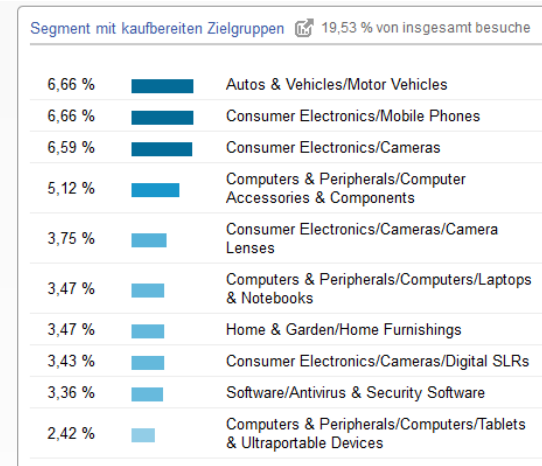 Segment mit kaufbereiten Zielgruppen 19,53 % von insgesamt besuche
6,66 % Autos & Vehicles/Motor Vehicles
6,66 % Consumer Electronics/Mobile Phones
6,59 % Consumer Electronics/Cameras
5,12 % Computers & Peripherals/Computer
Accessories & Components
3,75 % Consumer Electronics/Cameras/Camera
Lenses
3,47 % Computers & Peripherals/Computers/Laptops
& Notebooks
3,47 % Home & Garden/Home Furnishings
3,43 % Consumer Electronics/Cameras/Digital SLRs
3,36 % Software/Antivirus & Security Software
2,42 % Computers & Peripherals/Computers/Tablets
& Ultraportable Devices